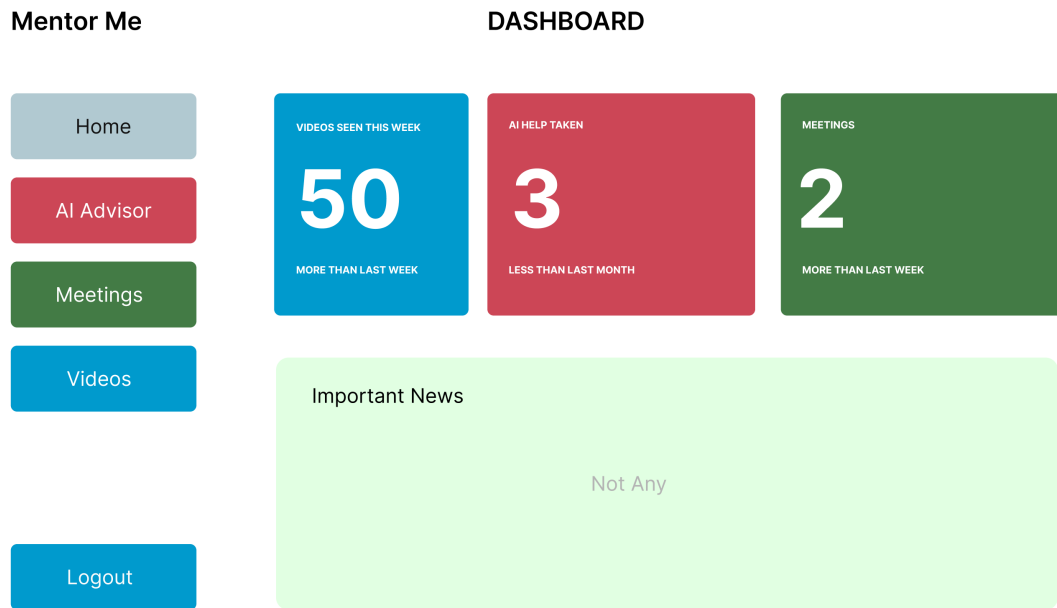 Mentor Me
DASHBOARD
Home
AI Advisor
Meetings
Videos
Logout
VIDEOS SEEN THIS WEEK
50
MORE THAN LAST WEEK
AI HELP TAKEN
3
LESS THAN LAST MONTH
MEETINGS
2
MORE THAN LAST WEEK
Important News
Not Any